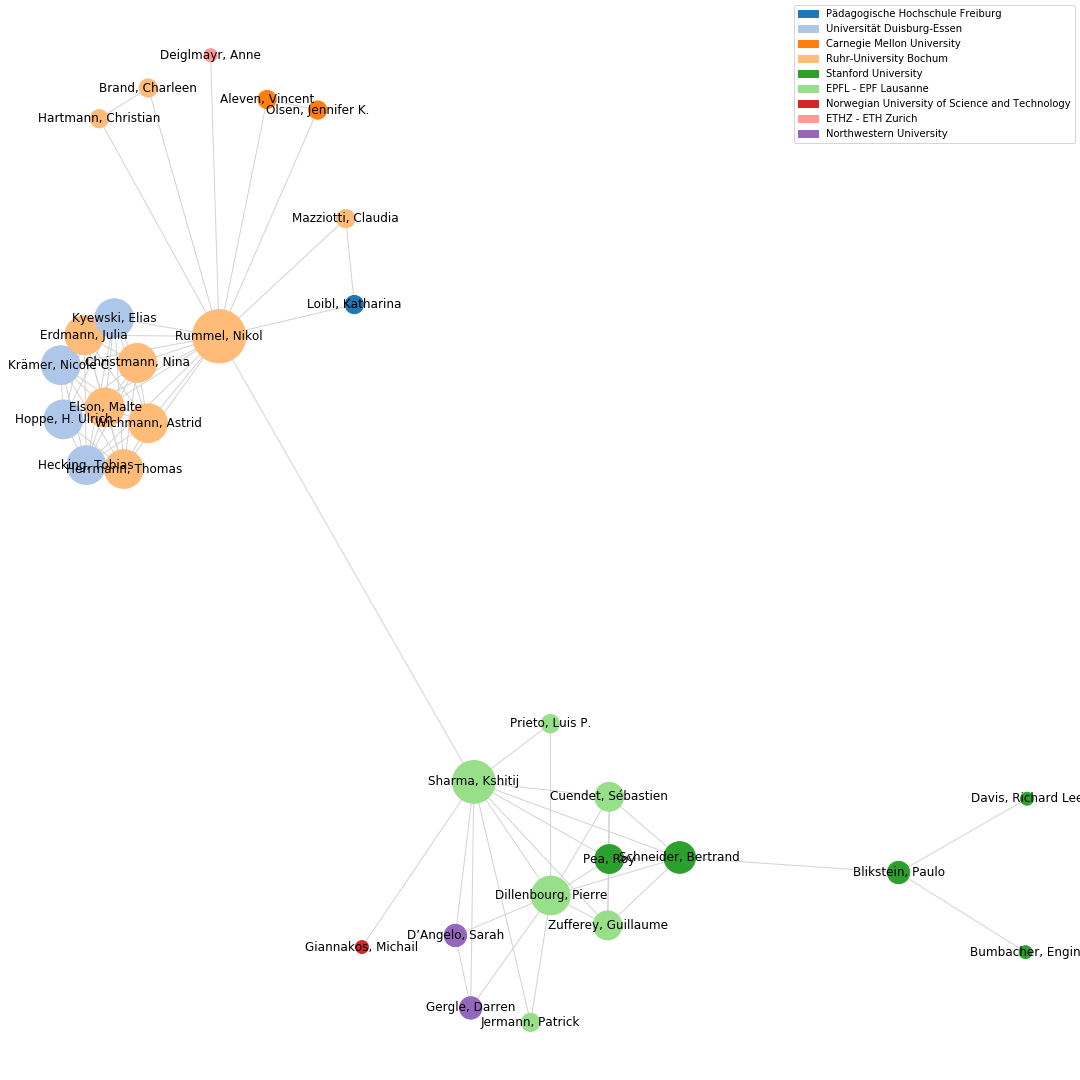 Pädagogische Hochschule Freiburg
Universität Duisburg-Essen
Carnegie Mellon University
Ruhr-University Bochum
Stanford University
EPFL - EPF Lausanne
Norwegian University of Science and Technology
ETHZ - ETH Zurich
Northwestern University
Deiglmayr, Anne
Brand, Charleen
Aleven, Vincent
Olsen, Jennifer K.
Hartmann, Christian
Mazziotti, Claudia
Loibl, Katharina
Kyewski, Elias
Erdmann, Julia
Rummel, Nikol
Krämer, Nicole C.
Christmann, Nina
Elson, Malte
Hoppe, H. Ulrich
Wichmann, Astrid
Hecking, Tobias
Herrmann, Thomas
Prieto, Luis P.
Sharma, Kshitij
Cuendet, Sébastien
Davis, Richard Lee
Pea, Roy
Schneider, Bertrand
Blikstein, Paulo
Dillenbourg, Pierre
Zufferey, Guillaume
D’Angelo, Sarah
Giannakos, Michail
Bumbacher, Engin
Gergle, Darren
Jermann, Patrick